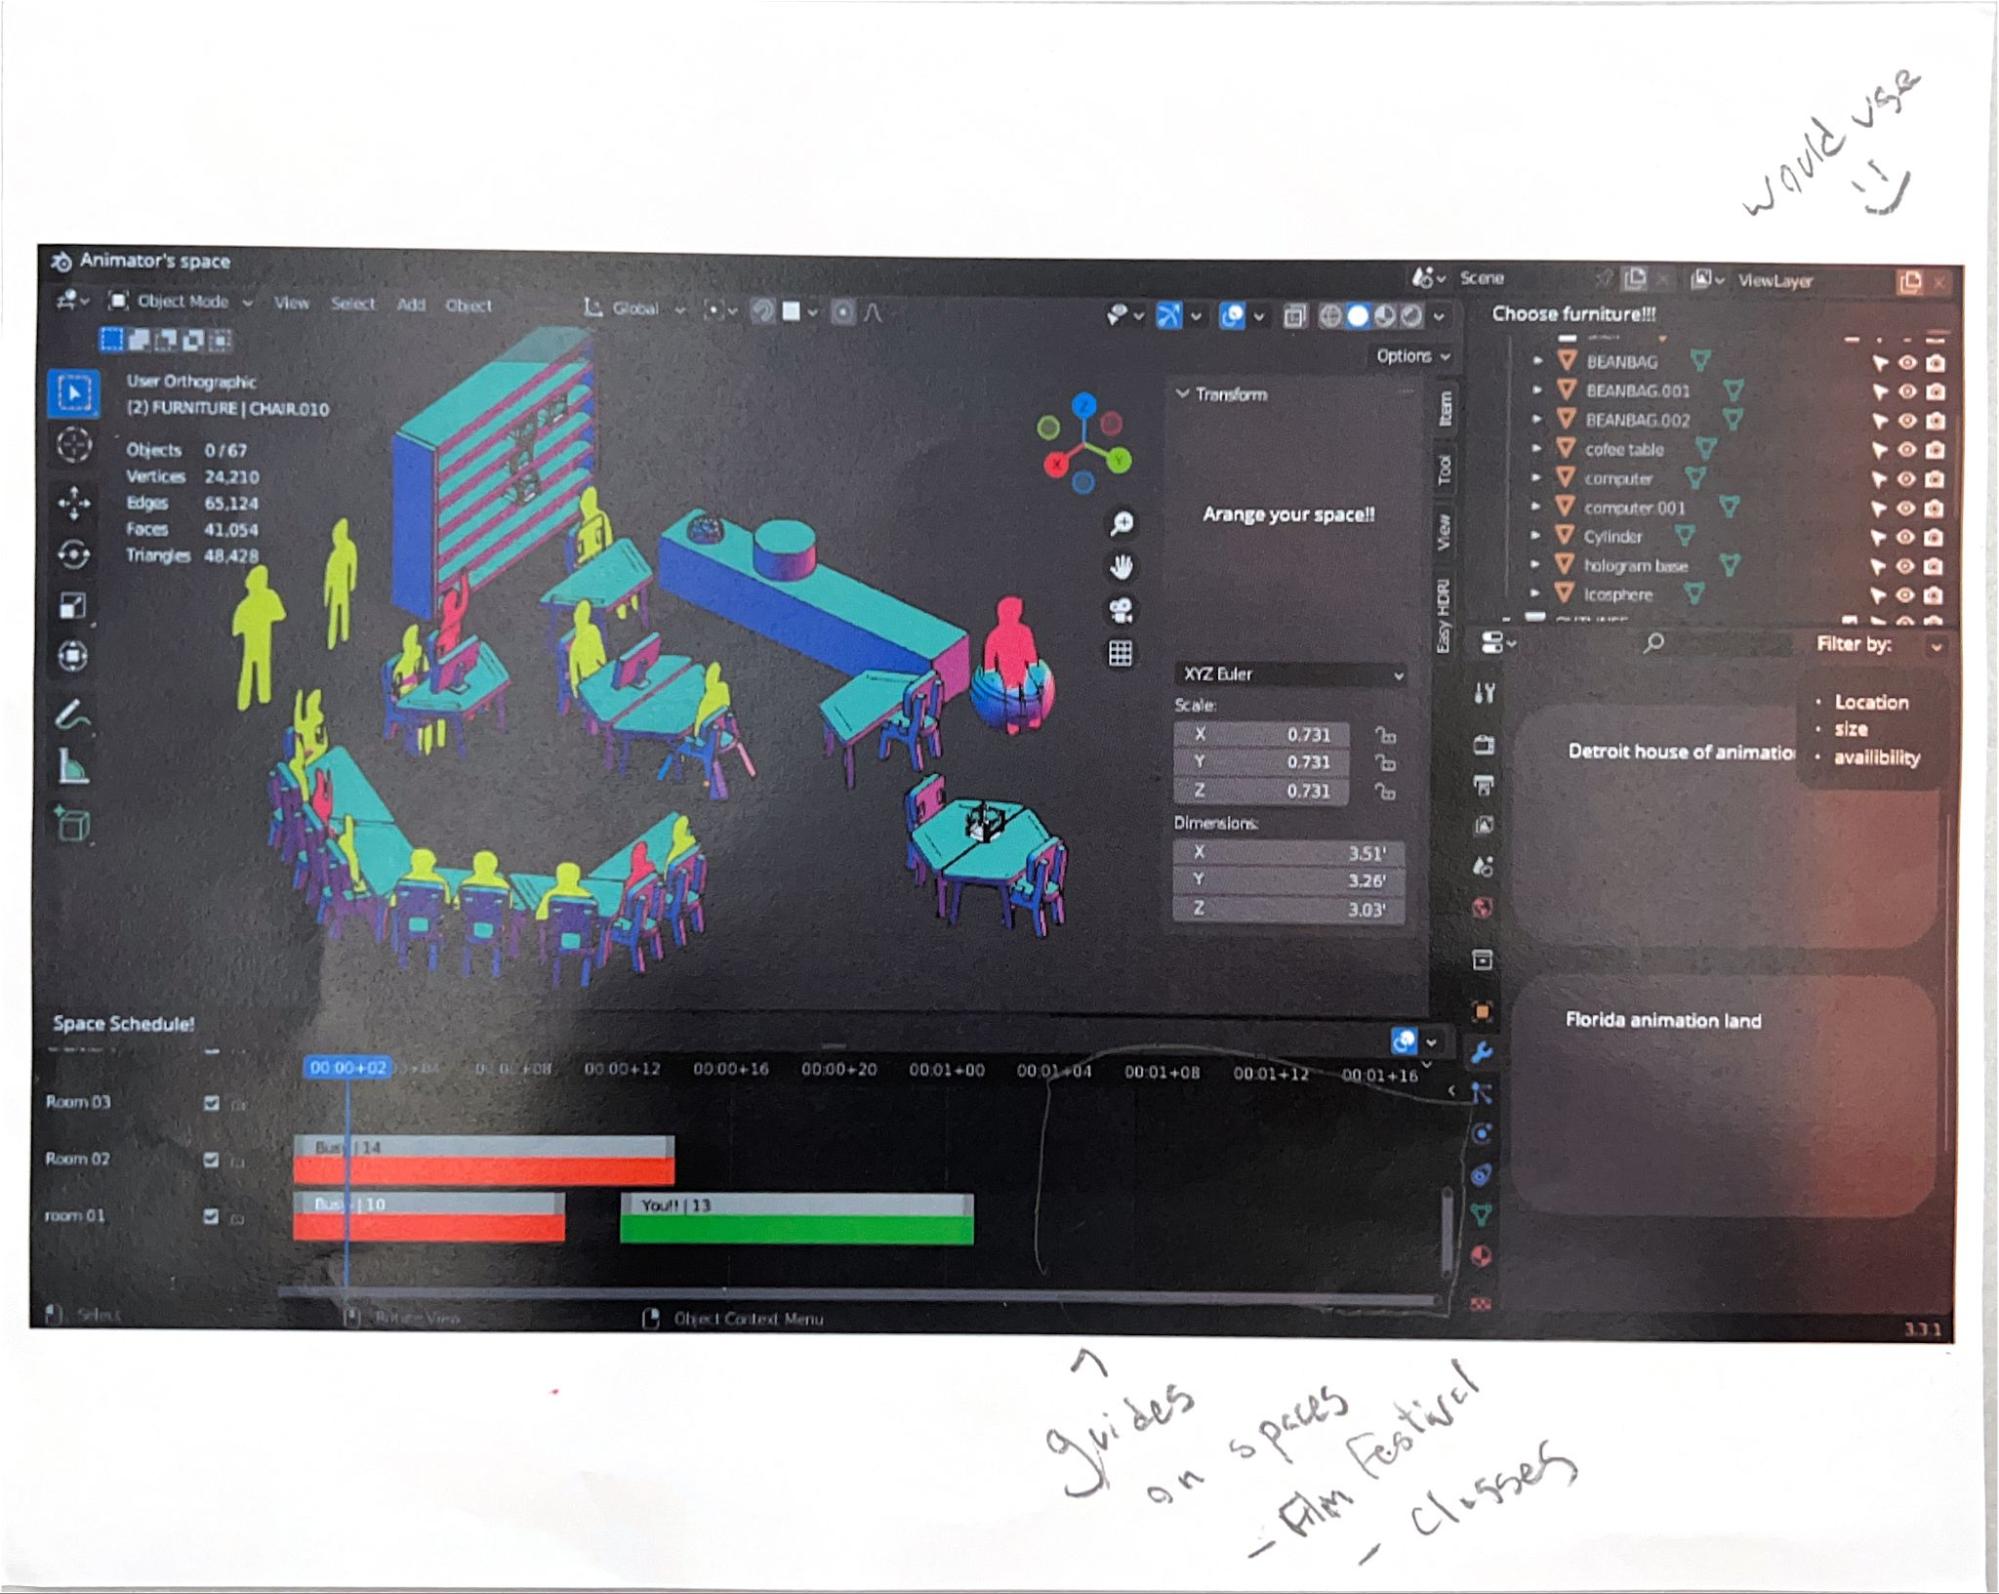 would use
Animator's space
Scene
ViewLayer
Object Mode
View
Select
Add
Object
Global
Options
User Orthographic
(2) FURNITURE | CHAIR.010
Objects 0/67
Vertices 24,210
Edges 65,124
Faces 41,054
Triangles 48,428
Transform
Arange your space!!
XYZ Euler
Scale:
X 0.731
Y 0.731
Z 0.731
Dimensions:
X 3.51'
Y 3.26'
Z 3.03'
Item
Tool
View
Easy HDRI
Choose furniture!!!
BEANBAG
BEANBAG.001
BEANBAG.002
cofee table
computer
computer.001
Cylinder
hologram base
Icosphere
Filter by:
• Location
• size
• availibility
Detroit house of animatio
Florida animation land
Space Schedule!
00:00+02 00:00+08 00:00+12 00:00+16 00:00+20 00:01+00 00:01+04 00:01+08 00:01+12 00:01+16
Room 03
Room 02
Busy | 14
room 01
Busy | 10
You!! | 13
Select
Rotate View
Object Context Menu
3.3.1
guides
on spaces
- Film Festival
- Classes